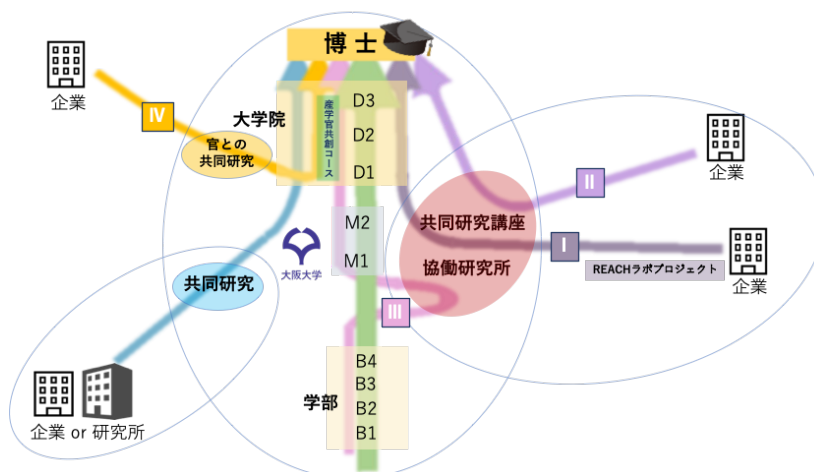 博 士
企業
IV
大学院
官との
共同研究
産学官共創コース
D3
D2
D1
企業
II
共同研究講座
協働研究所
I
REACHラボプロジェクト
企業
M2
M1
大阪大学
共同研究
III
企業 or 研究所
学部
B4
B3
B2
B1